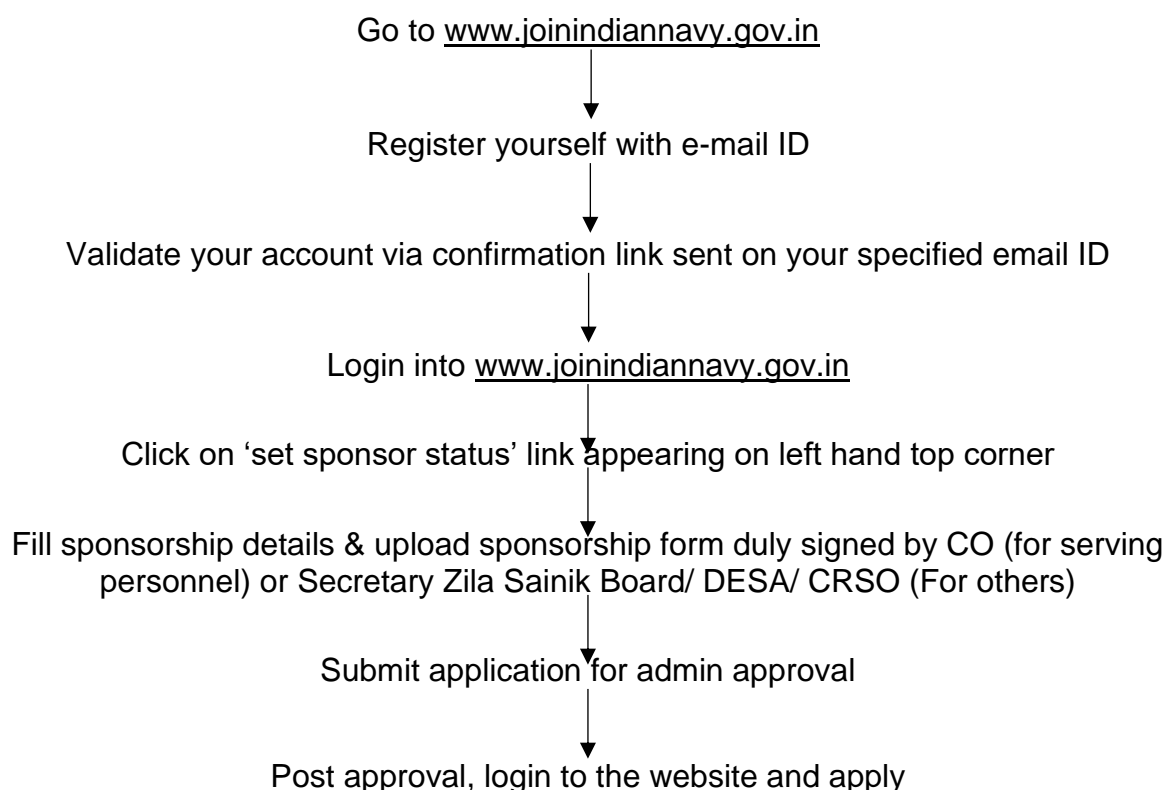 Go to www.joinindiannavy.gov.in
Register yourself with e-mail ID
Validate your account via confirmation link sent on your specified email ID
Login into www.joinindiannavy.gov.in
Click on ‘set sponsor status’ link appearing on left hand top corner
Fill sponsorship details & upload sponsorship form duly signed by CO (for serving
personnel) or Secretary Zila Sainik Board/ DESA/ CRSO (For others)
Submit application for admin approval
Post approval, login to the website and apply